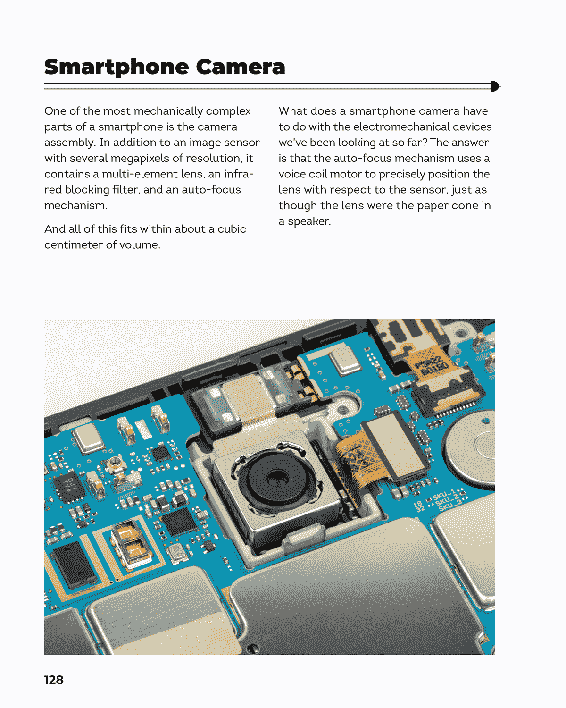 Smartphone Camera
One of the most mechanically complex
parts of a smartphone is the camera
assembly. In addition to an image sensor
with several megapixels of resolution, it
contains a multi-element lens, an infra-
red blocking filter, and an auto-focus
mechanism.
And all of this fits within about a cubic
centimeter of volume.
What does a smartphone camera have
to do with the electromechanical devices
we've been looking at so far? The answer
is that the auto-focus mechanism uses a
voice coil motor to precisely position the
lens with respect to the sensor, just as
though the lens were the paper cone in
a speaker.
128